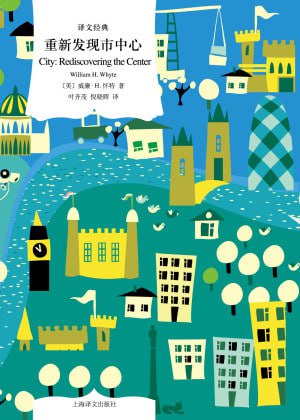 译文经典
重新发现市中心
City: Rediscovering the Center
William H. Whyte
〔美〕威廉·H. 怀特 著
叶齐茂 倪晓晖 译
上海译文出版社